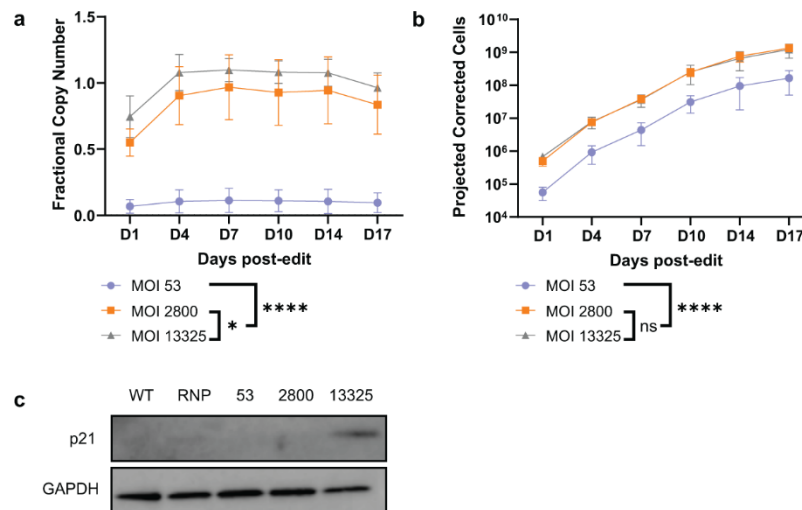 a
Fractional Copy Number
1.5
1.0
0.5
0.0
D1 D4 D7 D10 D14 D17
Days post-edit
MOI 53
MOI 2800
MOI 13325
*
****
b
Projected Corrected Cells
10¹⁰
10⁹
10⁸
10⁷
10⁶
10⁵
10⁴
D1 D4 D7 D10 D14 D17
Days post-edit
MOI 53
MOI 2800
MOI 13325
ns
****
c
WT RNP 53 2800 13325
p21
GAPDH